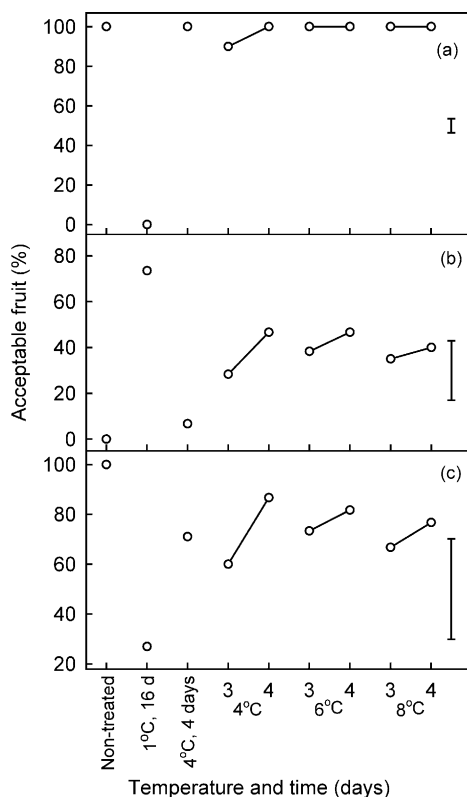 100
80
60
40
20
0
(a)
80
60
40
20
0
(b)
100
80
60
40
20
(c)
Acceptable fruit (%)
Non-treated
1°C, 16 d
4°C, 4 days
3 4 3 4 3 4
4°C 6°C 8°C
Temperature and time (days)